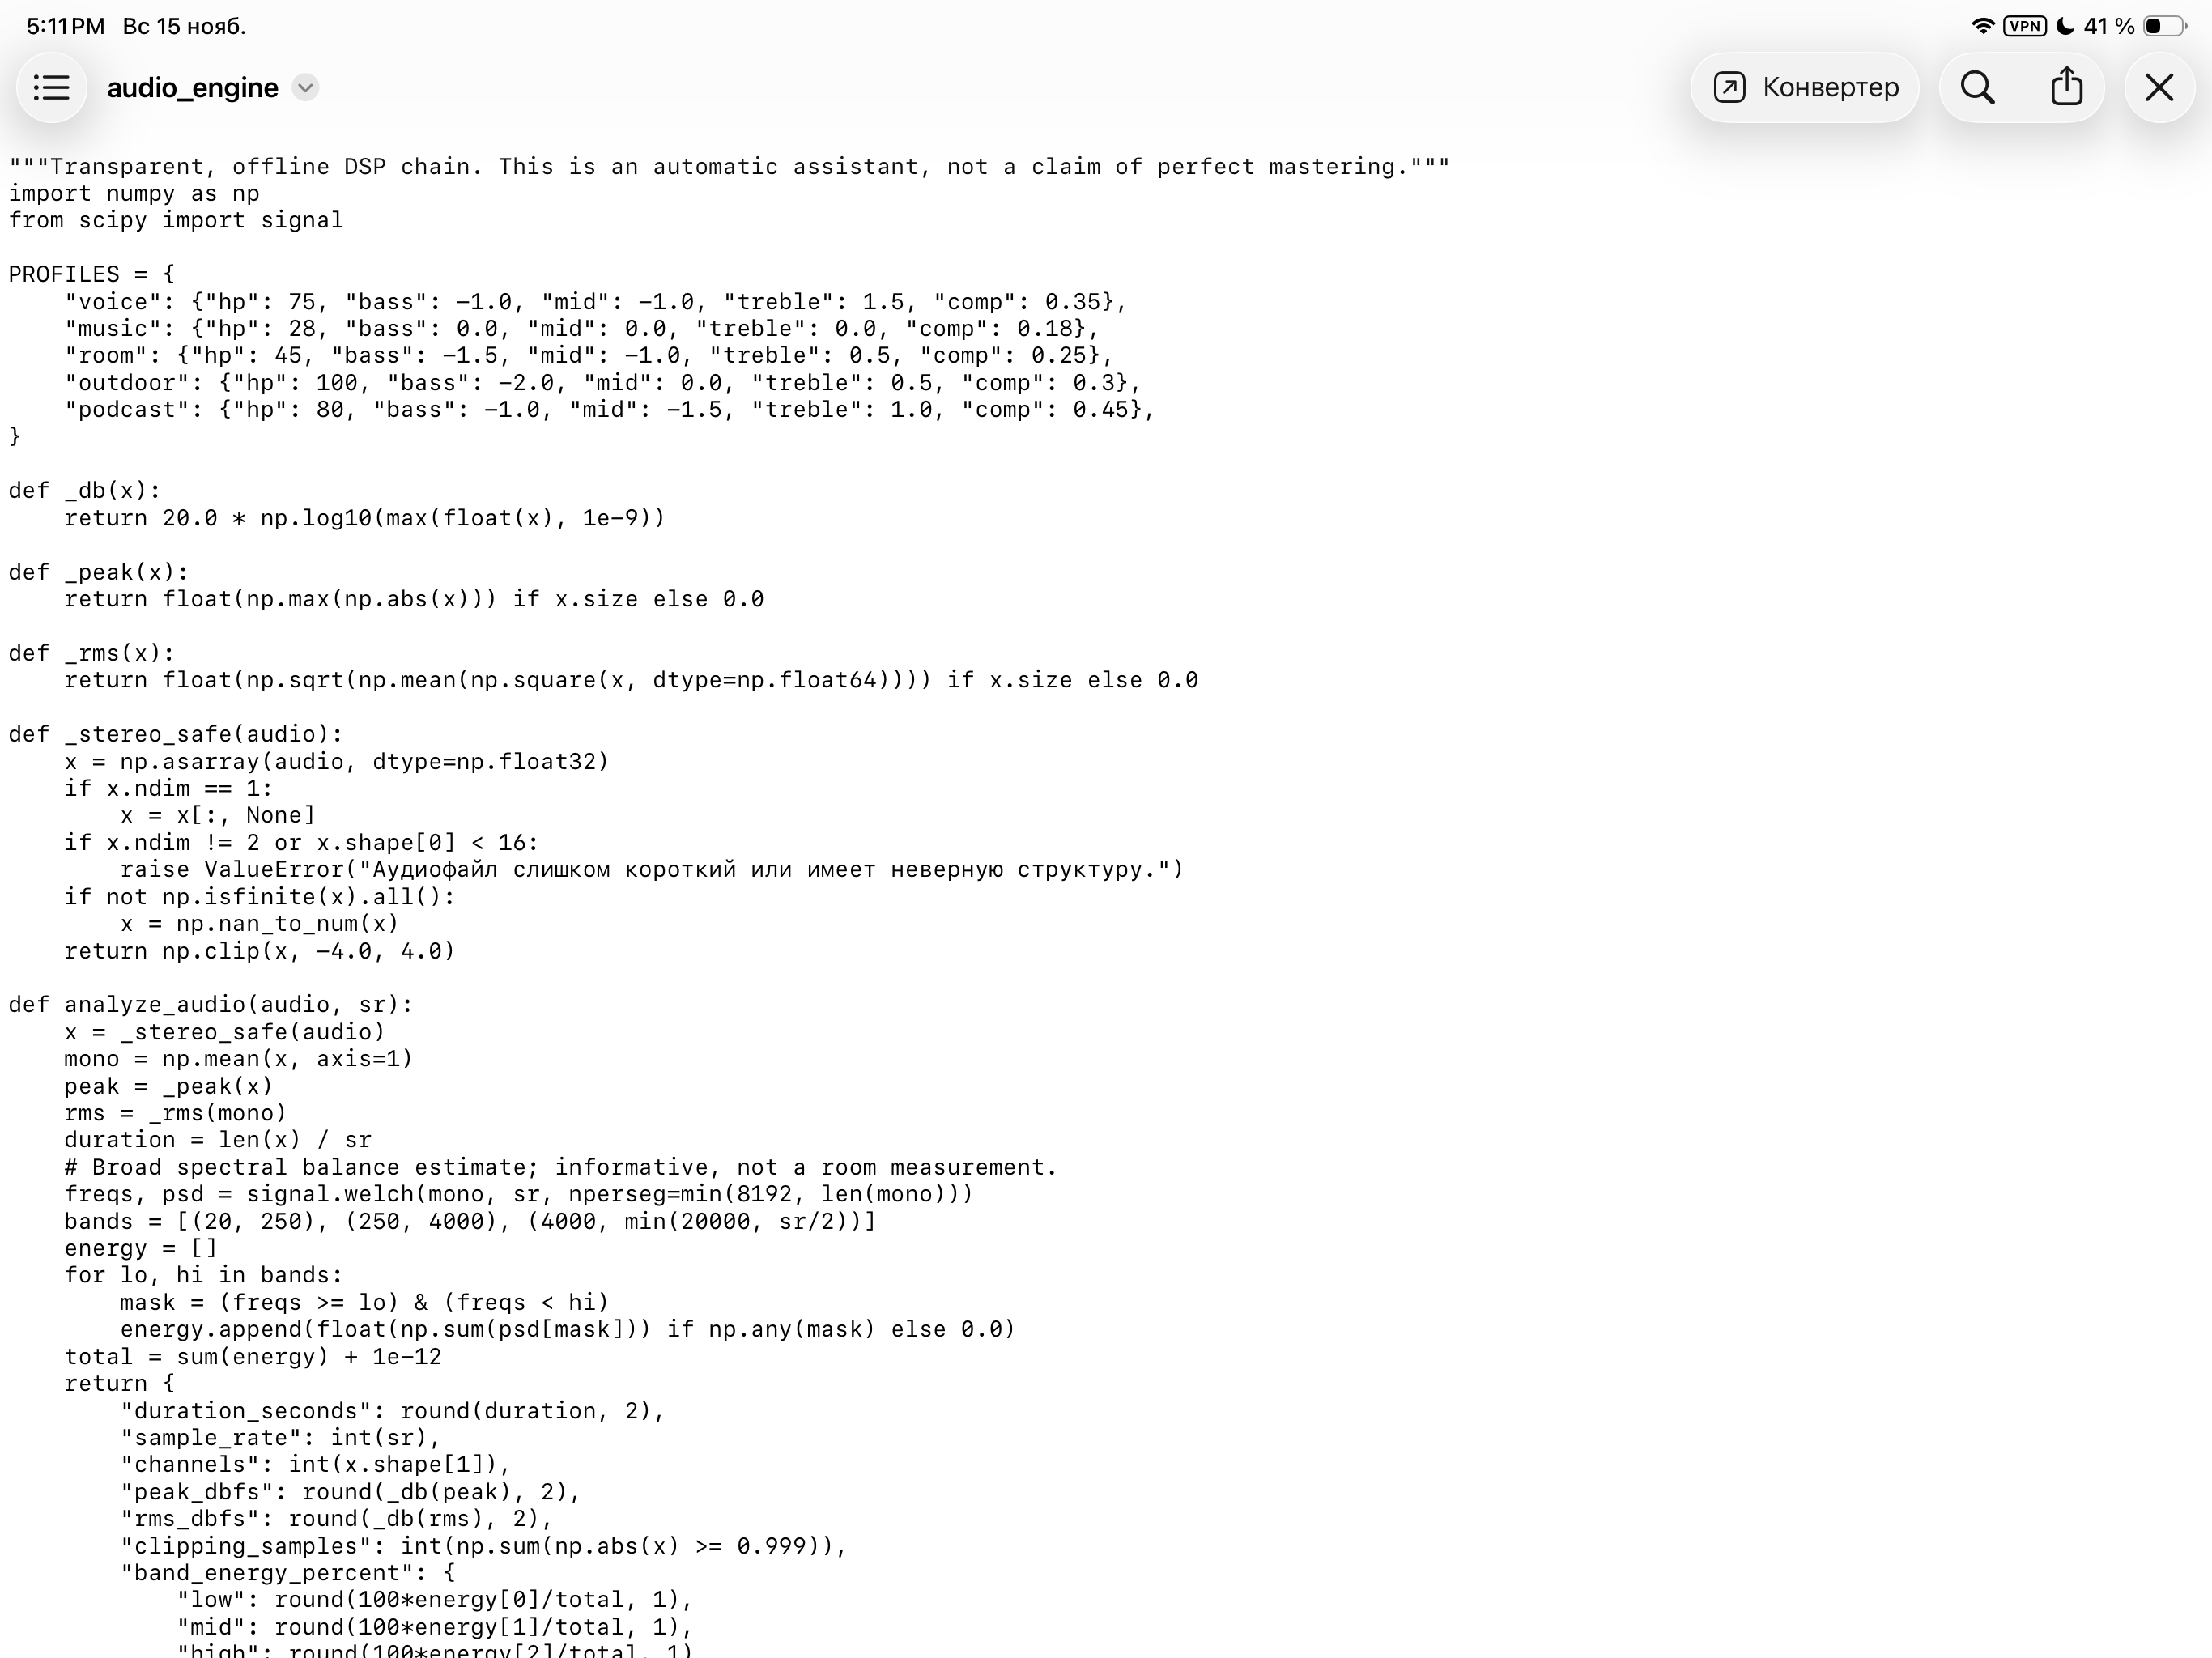 5:11 PM Вс 15 нояб.
VPN 41 %
audio_engine
Конвертер
"""Transparent, offline DSP chain. This is an automatic assistant, not a claim of perfect mastering."""
import numpy as np
from scipy import signal

PROFILES = {
    "voice": {"hp": 75, "bass": -1.0, "mid": -1.0, "treble": 1.5, "comp": 0.35},
    "music": {"hp": 28, "bass": 0.0, "mid": 0.0, "treble": 0.0, "comp": 0.18},
    "room": {"hp": 45, "bass": -1.5, "mid": -1.0, "treble": 0.5, "comp": 0.25},
    "outdoor": {"hp": 100, "bass": -2.0, "mid": 0.0, "treble": 0.5, "comp": 0.3},
    "podcast": {"hp": 80, "bass": -1.0, "mid": -1.5, "treble": 1.0, "comp": 0.45},
}

def _db(x):
    return 20.0 * np.log10(max(float(x), 1e-9))

def _peak(x):
    return float(np.max(np.abs(x))) if x.size else 0.0

def _rms(x):
    return float(np.sqrt(np.mean(np.square(x, dtype=np.float64)))) if x.size else 0.0

def _stereo_safe(audio):
    x = np.asarray(audio, dtype=np.float32)
    if x.ndim == 1:
        x = x[:, None]
    if x.ndim != 2 or x.shape[0] < 16:
        raise ValueError("Аудиофайл слишком короткий или имеет неверную структуру.")
    if not np.isfinite(x).all():
        x = np.nan_to_num(x)
    return np.clip(x, -4.0, 4.0)

def analyze_audio(audio, sr):
    x = _stereo_safe(audio)
    mono = np.mean(x, axis=1)
    peak = _peak(x)
    rms = _rms(mono)
    duration = len(x) / sr
    # Broad spectral balance estimate; informative, not a room measurement.
    freqs, psd = signal.welch(mono, sr, nperseg=min(8192, len(mono)))
    bands = [(20, 250), (250, 4000), (4000, min(20000, sr/2))]
    energy = []
    for lo, hi in bands:
        mask = (freqs >= lo) & (freqs < hi)
        energy.append(float(np.sum(psd[mask])) if np.any(mask) else 0.0)
    total = sum(energy) + 1e-12
    return {
        "duration_seconds": round(duration, 2),
        "sample_rate": int(sr),
        "channels": int(x.shape[1]),
        "peak_dbfs": round(_db(peak), 2),
        "rms_dbfs": round(_db(rms), 2),
        "clipping_samples": int(np.sum(np.abs(x) >= 0.999)),
        "band_energy_percent": {
            "low": round(100*energy[0]/total, 1),
            "mid": round(100*energy[1]/total, 1),
            "high": round(100*energy[2]/total, 1)